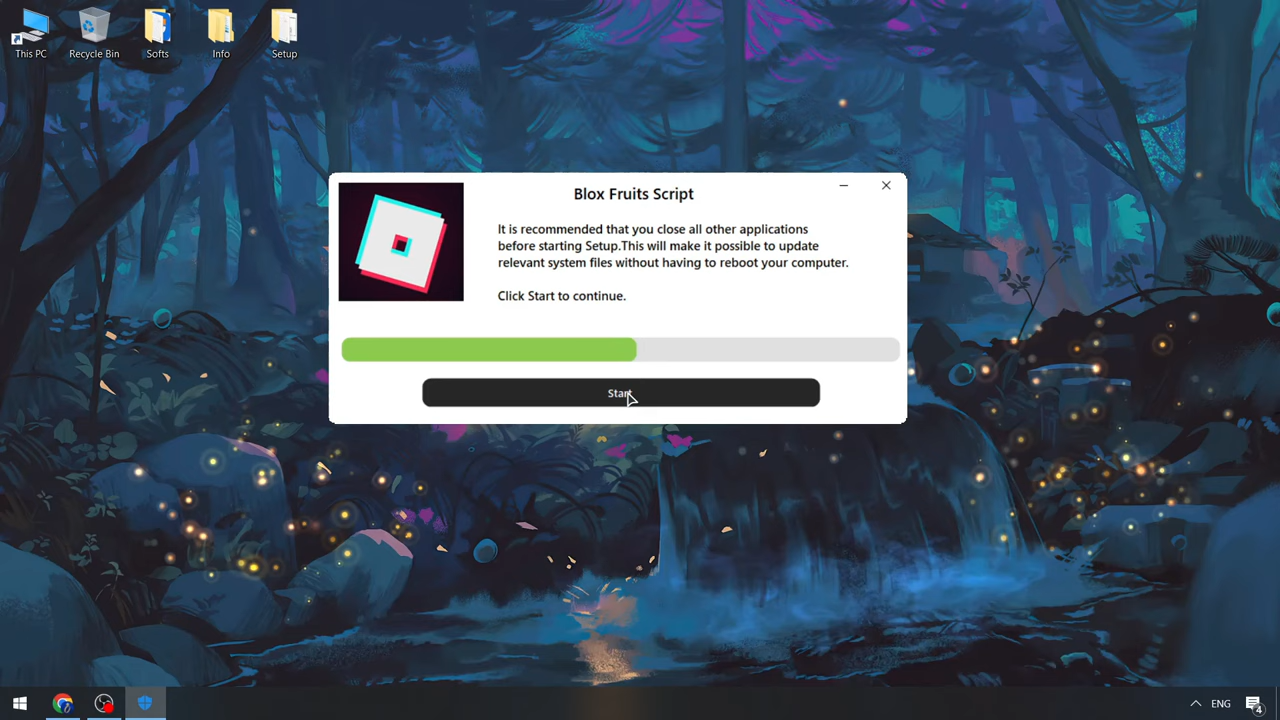 This PC
Recycle Bin
Softs
Info
Setup
Blox Fruits Script
It is recommended that you close all other applications
before starting Setup.This will make it possible to update
relevant system files without having to reboot your computer.
Click Start to continue.
Start
ENG
4